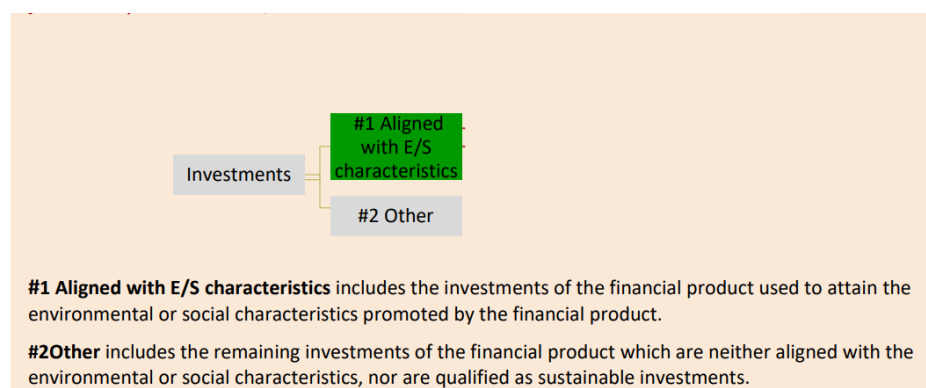 #1 Aligned
with E/S
characteristics
Investments
#2 Other
#1 Aligned with E/S characteristics includes the investments of the financial product used to attain the
environmental or social characteristics promoted by the financial product.
#2Other includes the remaining investments of the financial product which are neither aligned with the
environmental or social characteristics, nor are qualified as sustainable investments.